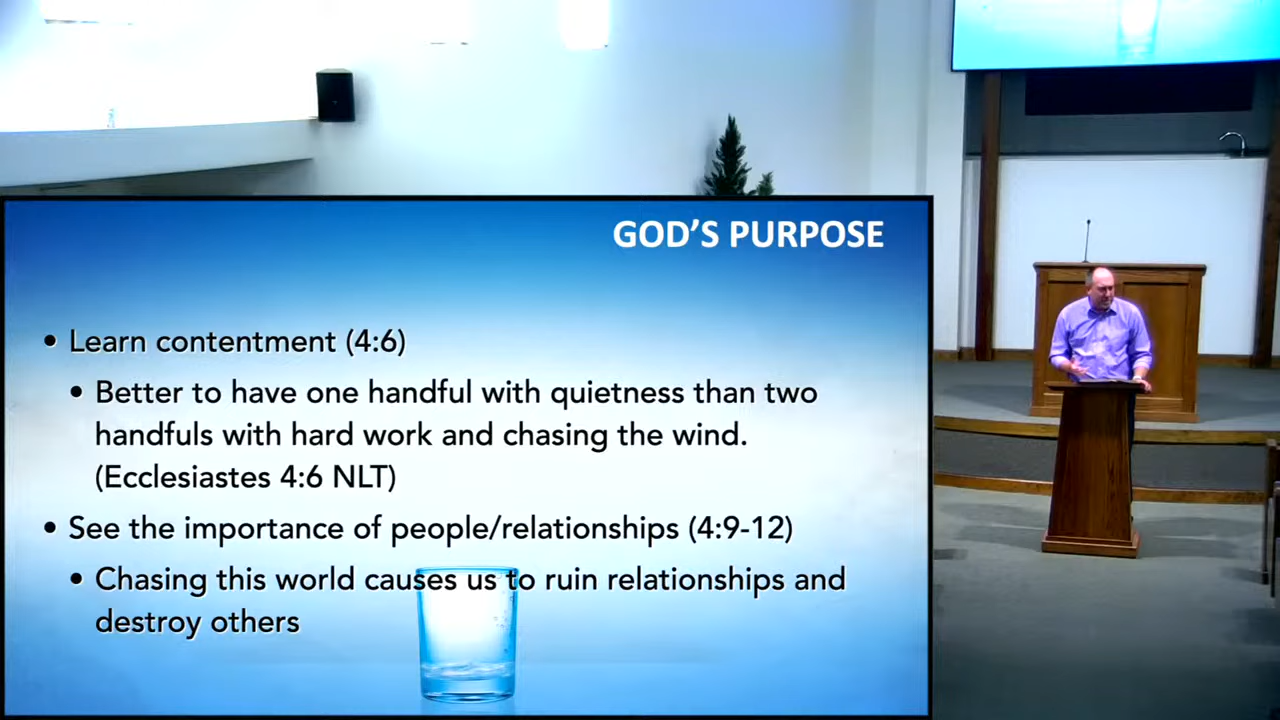 GOD'S PURPOSE
• Learn contentment (4:6)
• Better to have one handful with quietness than two
handfuls with hard work and chasing the wind.
(Ecclesiastes 4:6 NLT)
• See the importance of people/relationships (4:9-12)
• Chasing this world causes us to ruin relationships and
destroy others